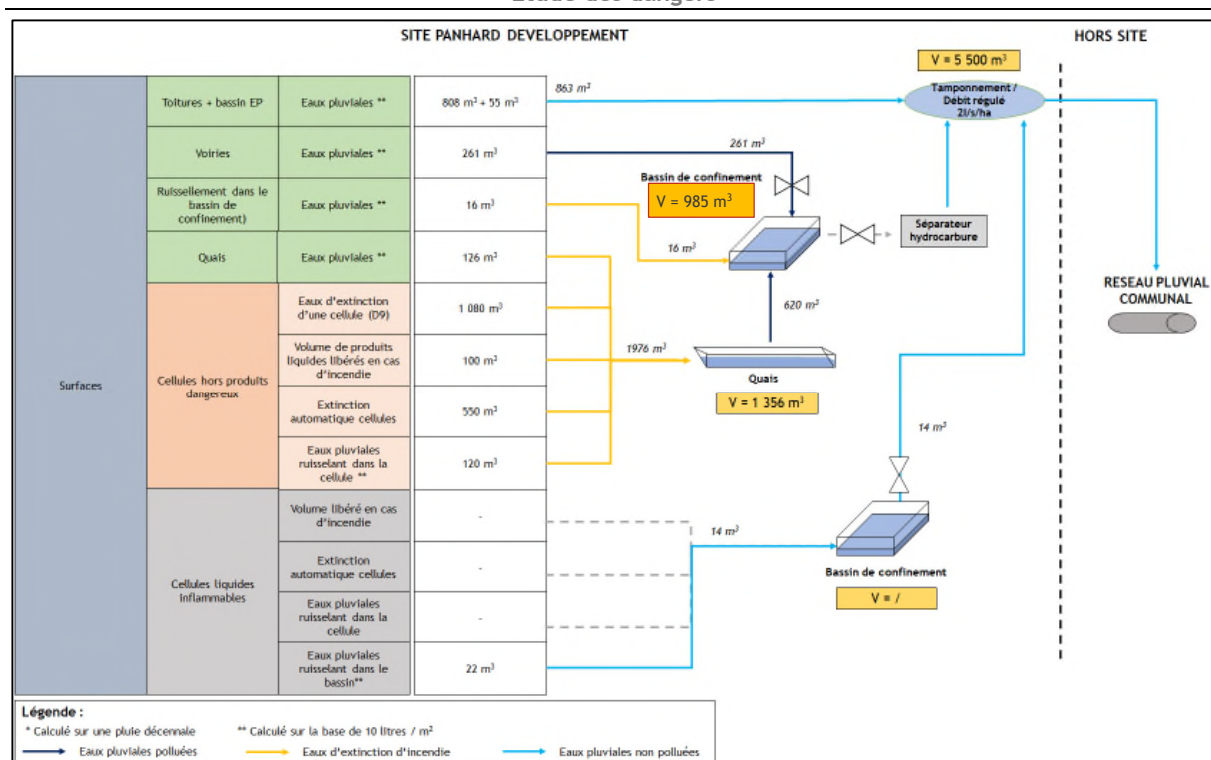 SITE PANHARD DEVELOPPEMENT
HORS SITE
V = 5 500 m³
Toitures + bassin EP
Eaux pluviales **
808 m³ + 55 m³
863 m³
Tamponnement /
Débit régulé
2l/s/ha
Voiries
Eaux pluviales **
261 m³
261 m³
Bassin de confinement
V = 985 m³
Ruissellement dans le
bassin de
confinement)
Eaux pluviales **
16 m³
16 m³
Séparateur
hydrocarbure
Quais
Eaux pluviales **
126 m³
RESEAU PLUVIAL
COMMUNAL
Surfaces
Cellules hors produits
dangereux
Eaux d'extinction
d'une cellule (D9)
1 080 m³
620 m³
Volume de produits
liquides libérés en cas
d'incendie
100 m³
1976 m³
Quais
V = 1 356 m³
Extinction
automatique cellules
550 m³
Eaux pluviales
ruisselant dans la
cellule **
120 m³
14 m³
Cellules liquides
inflammables
Volume libéré en cas
d'incendie
-
14 m³
Extinction
automatique cellules
-
Bassin de confinement
V = /
Eaux pluviales
ruisselant dans la
cellule
-
Eaux pluviales
ruisselant dans le
bassin**
22 m³
Légende :
* Calculé sur une pluie décennale
** Calculé sur la base de 10 litres / m²
Eaux pluviales polluées
Eaux d'extinction d'incendie
Eaux pluviales non polluées